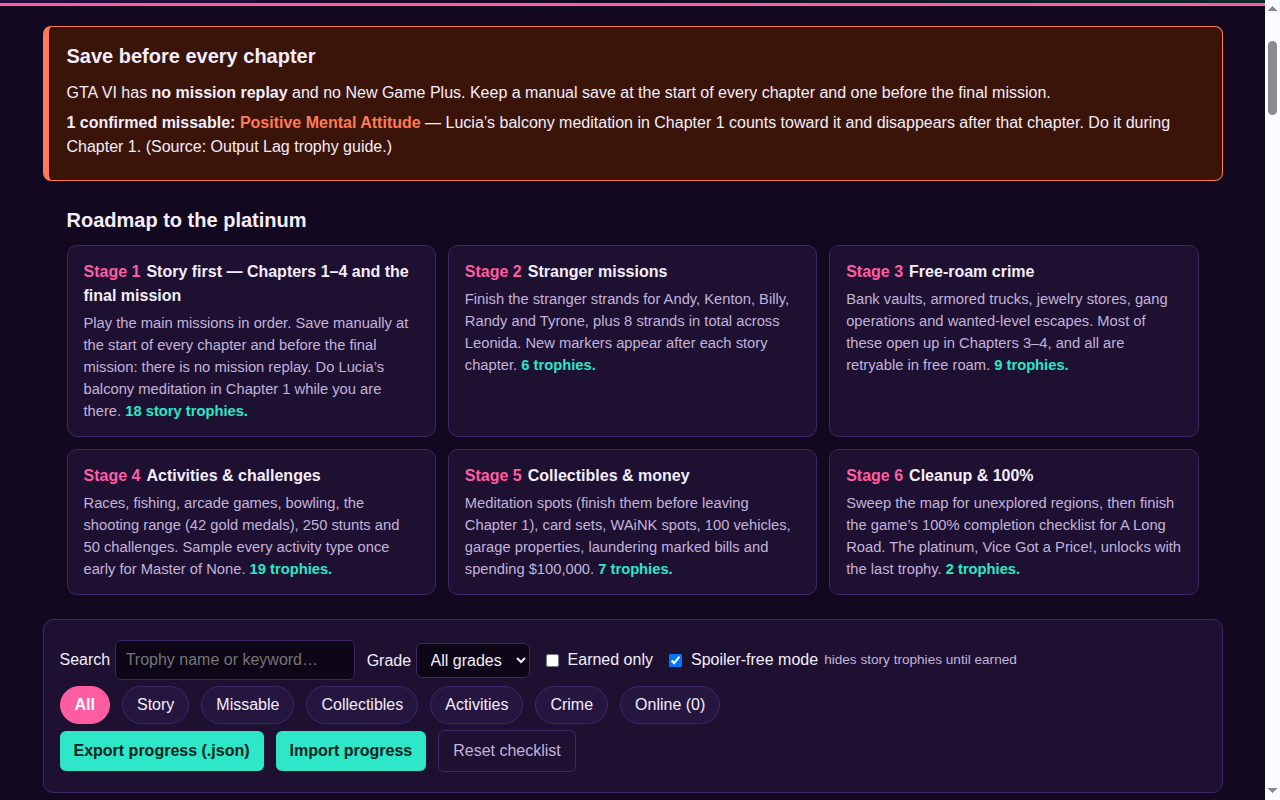 Save before every chapter
GTA VI has no mission replay and no New Game Plus. Keep a manual save at the start of every chapter and one before the final mission.
1 confirmed missable: Positive Mental Attitude — Lucia’s balcony meditation in Chapter 1 counts toward it and disappears after that chapter. Do it during
Chapter 1. (Source: Output Lag trophy guide.)
Roadmap to the platinum
Stage 1 Story first — Chapters 1–4 and the
final mission
Play the main missions in order. Save manually at
the start of every chapter and before the final
mission: there is no mission replay. Do Lucia’s
balcony meditation in Chapter 1 while you are
there. 18 story trophies.
Stage 2 Stranger missions
Finish the stranger strands for Andy, Kenton, Billy,
Randy and Tyrone, plus 8 strands in total across
Leonida. New markers appear after each story
chapter. 6 trophies.
Stage 3 Free-roam crime
Bank vaults, armored trucks, jewelry stores, gang
operations and wanted-level escapes. Most of
these open up in Chapters 3–4, and all are
retryable in free roam. 9 trophies.
Stage 4 Activities & challenges
Races, fishing, arcade games, bowling, the
shooting range (42 gold medals), 250 stunts and
50 challenges. Sample every activity type once
early for Master of None. 19 trophies.
Stage 5 Collectibles & money
Meditation spots (finish them before leaving
Chapter 1), card sets, WAiNK spots, 100 vehicles,
garage properties, laundering marked bills and
spending $100,000. 7 trophies.
Stage 6 Cleanup & 100%
Sweep the map for unexplored regions, then finish
the game’s 100% completion checklist for A Long
Road. The platinum, Vice Got a Price!, unlocks with
the last trophy. 2 trophies.
Search Trophy name or keyword… Grade All grades Earned only Spoiler-free mode hides story trophies until earned
All Story Missable Collectibles Activities Crime Online (0)
Export progress (.json) Import progress Reset checklist